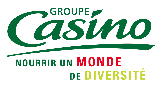 GROUPE
Casino
NOURRIR UN MONDE
DE DIVERSITÉ